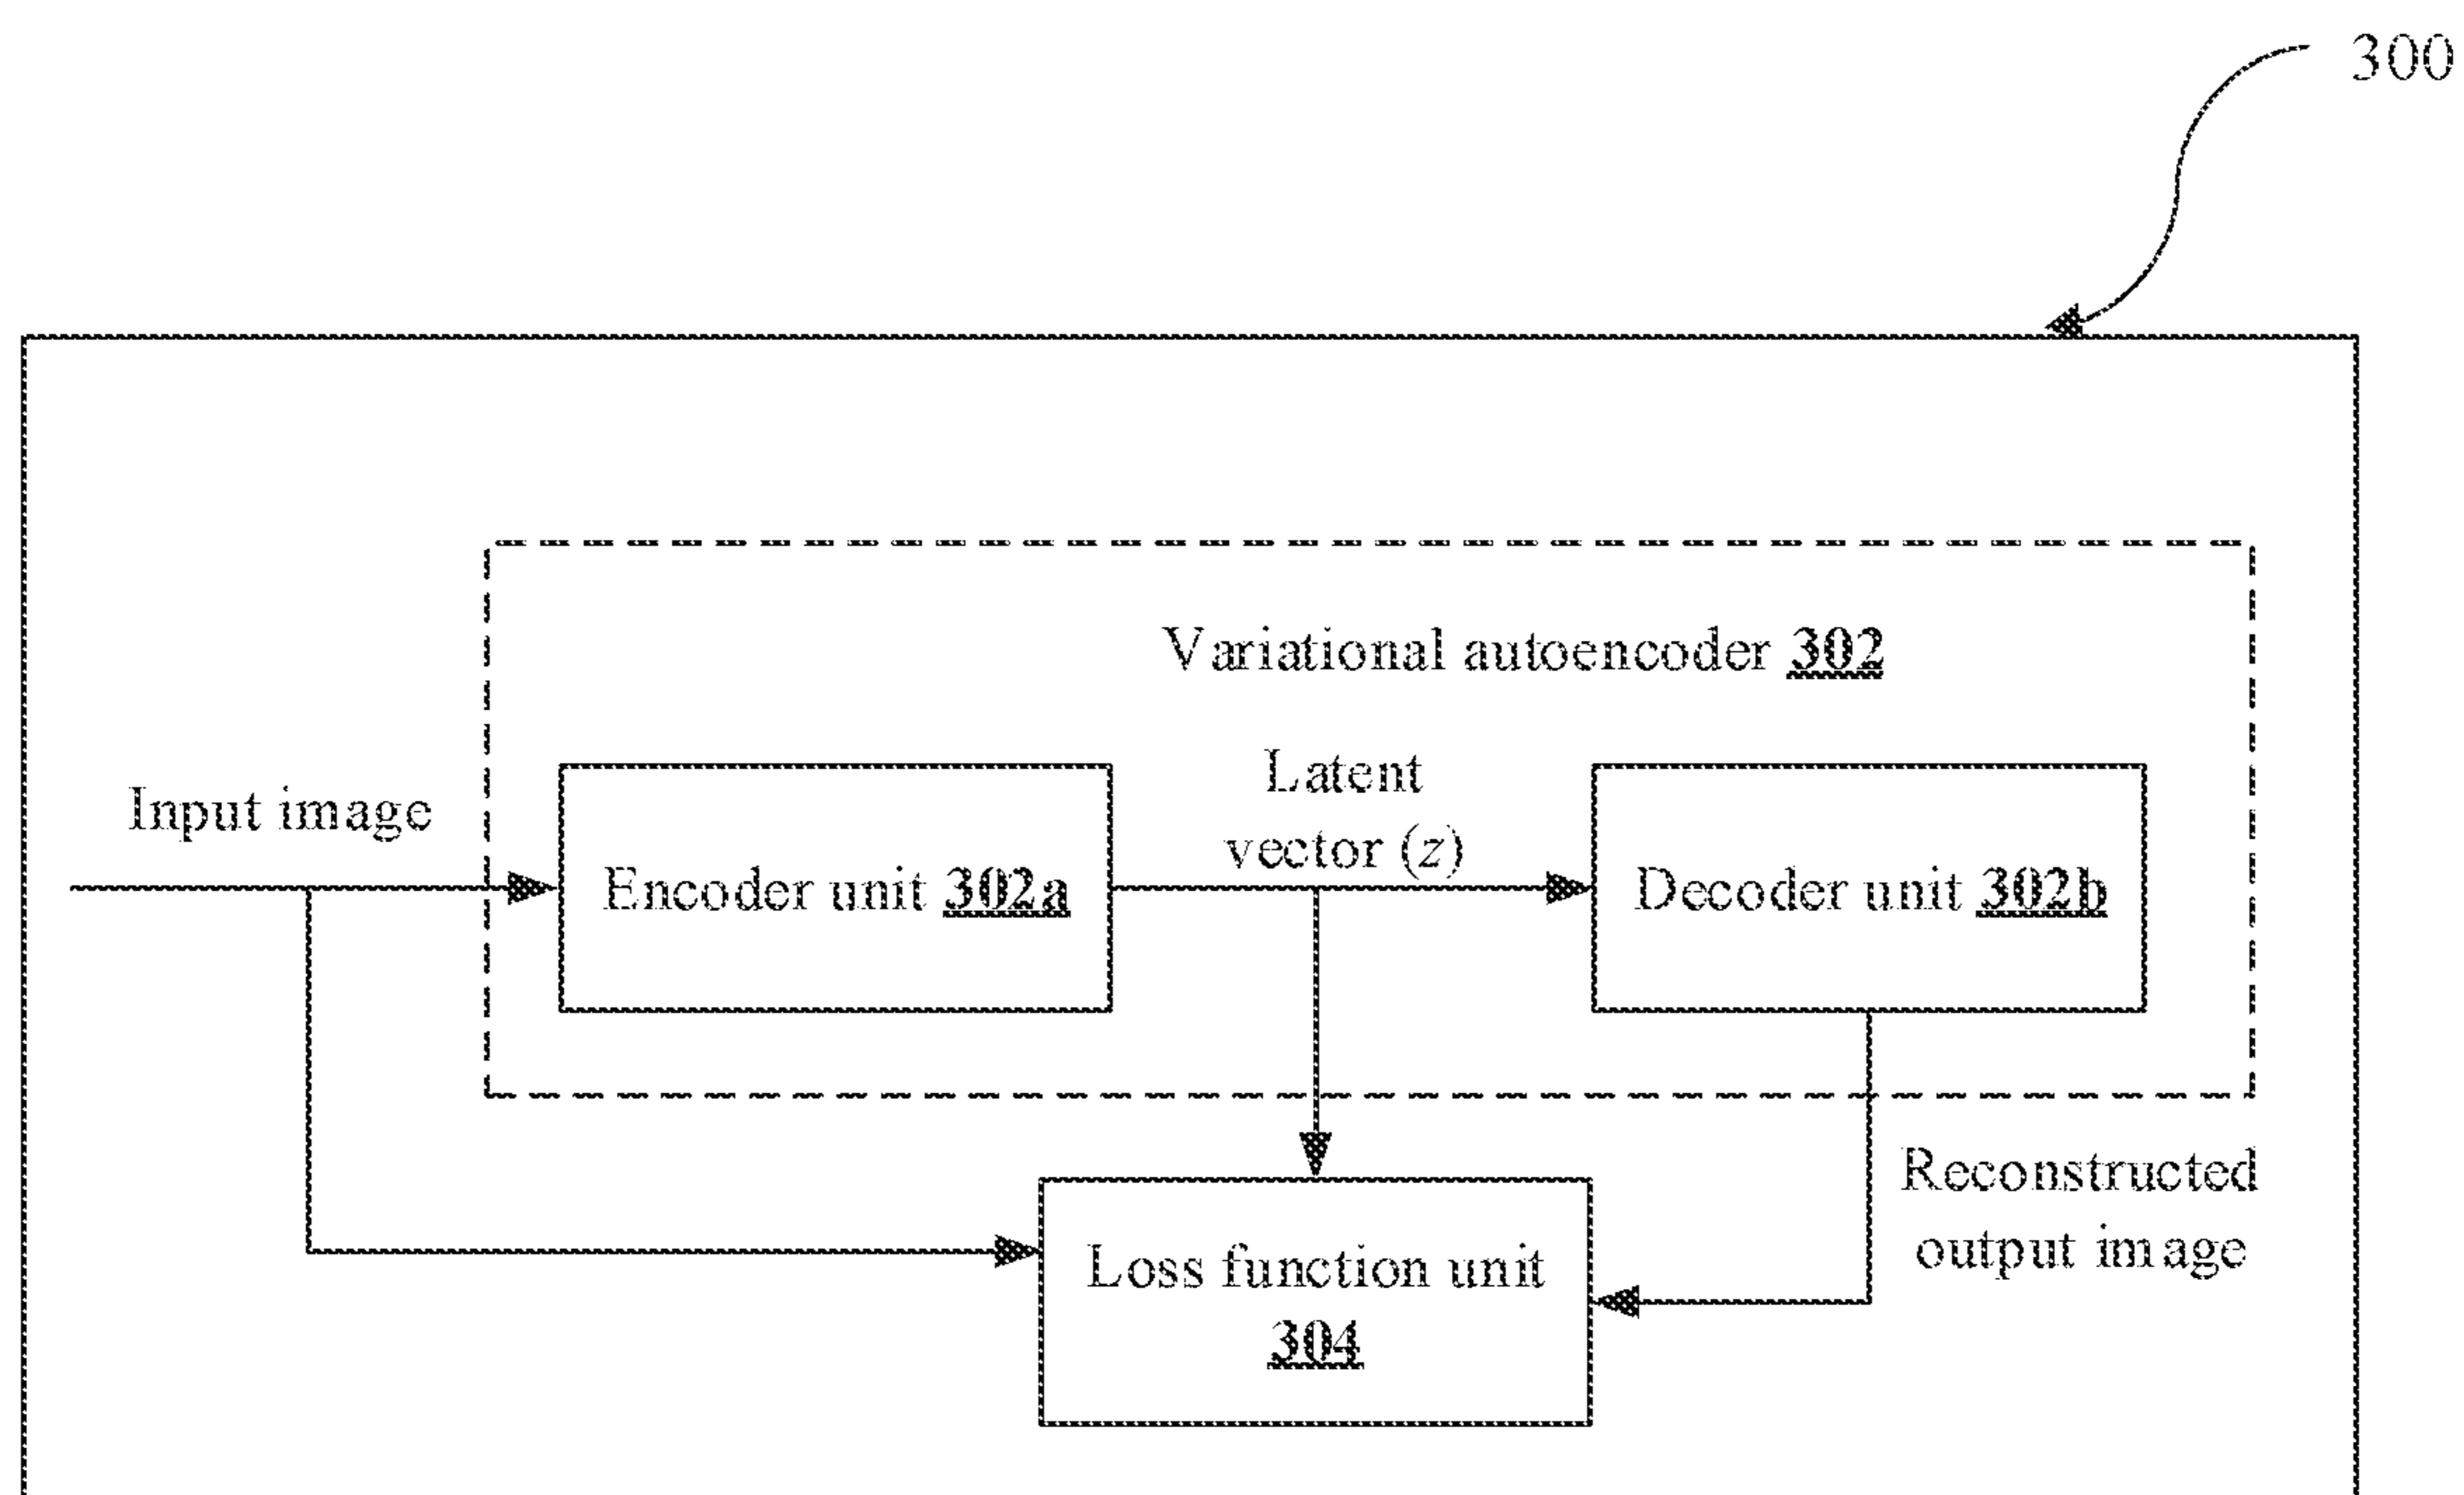 300
Variational autoencoder 302
Input image
Latent
vector (z)
Encoder unit 302a
Decoder unit 302b
Reconstructed
output image
Loss function unit
304